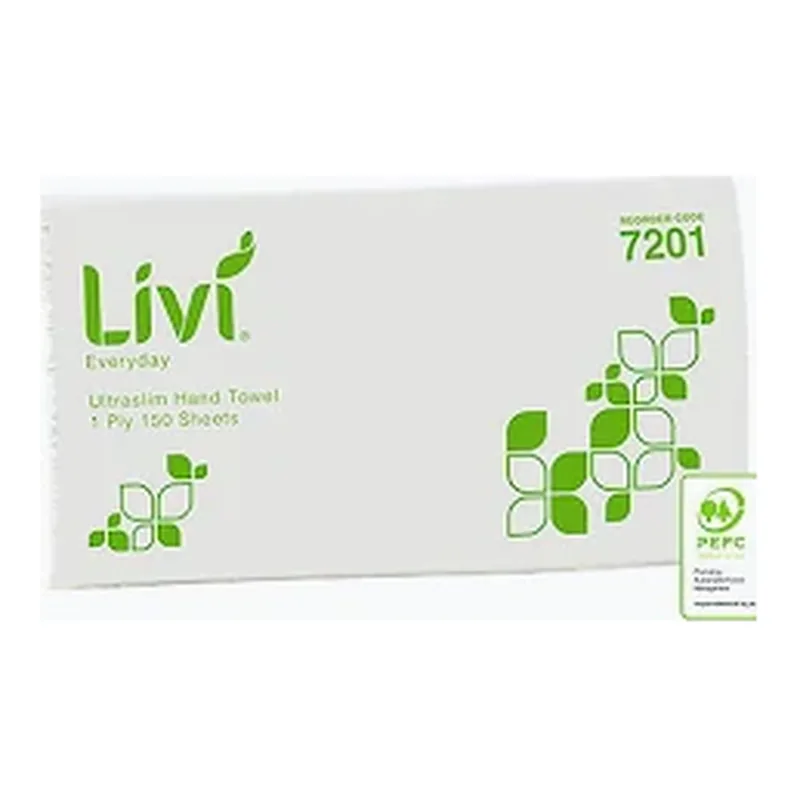 Livi®
Everyday
Ultraslim Hand Towel
1 Ply 150 Sheets
REORDER CODE
7201
PEFC